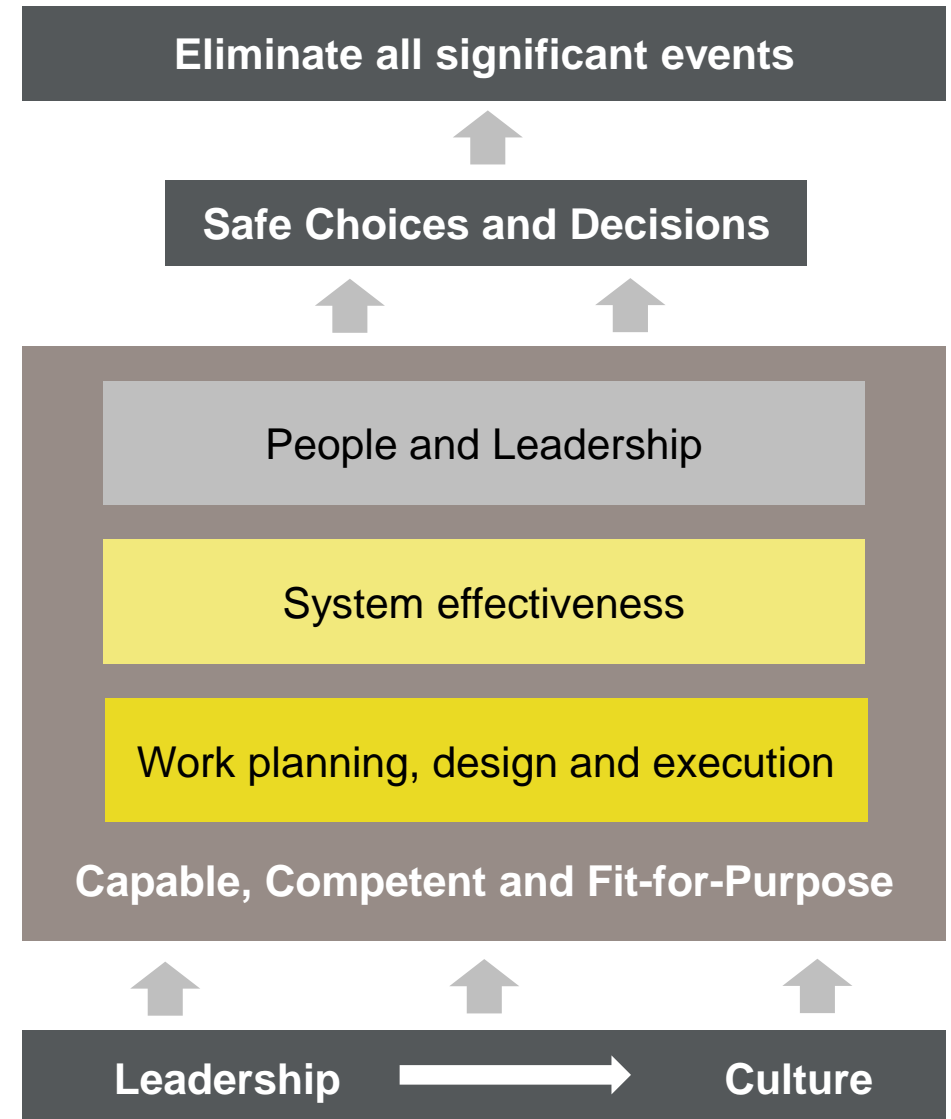 Eliminate all significant events
Safe Choices and Decisions
People and Leadership
System effectiveness
Work planning, design and execution
Capable, Competent and Fit-for-Purpose
Leadership Culture